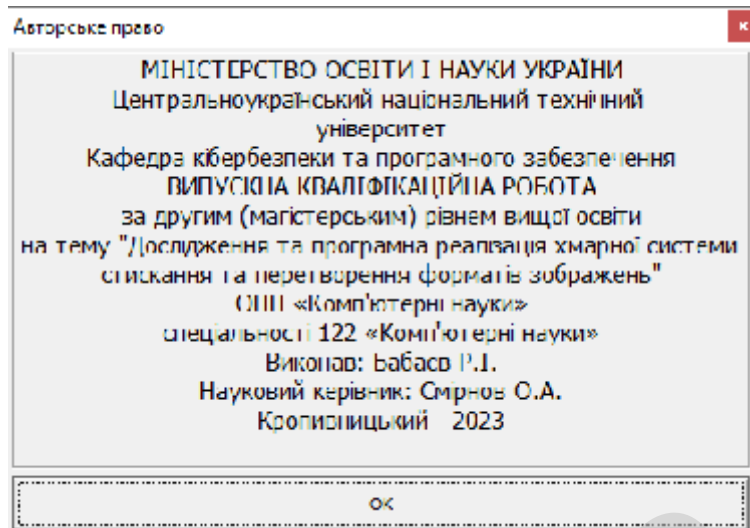 Авторське право
МІНІСТЕРСТВО ОСВІТИ І НАУКИ УКРАЇНИ
Центральноукраїнський національний технічний
університет
Кафедра кібербезпеки та програмного забезпечення
ВИПУСКНА КВАЛІФІКАЦІЙНА РОБОТА
за другим (магістерським) рівнем вищої освіти
на тему "Дослідження та програмна реалізація хмарної системи
стискання та перетворення форматів зображень"
ОПП «Комп'ютерні науки»
спеціальності 122 «Комп'ютерні науки»
Виконав: Бабаєв Р.І.
Науковий керівник: Смірнов О.А.
Кропивницький 2023
ОК